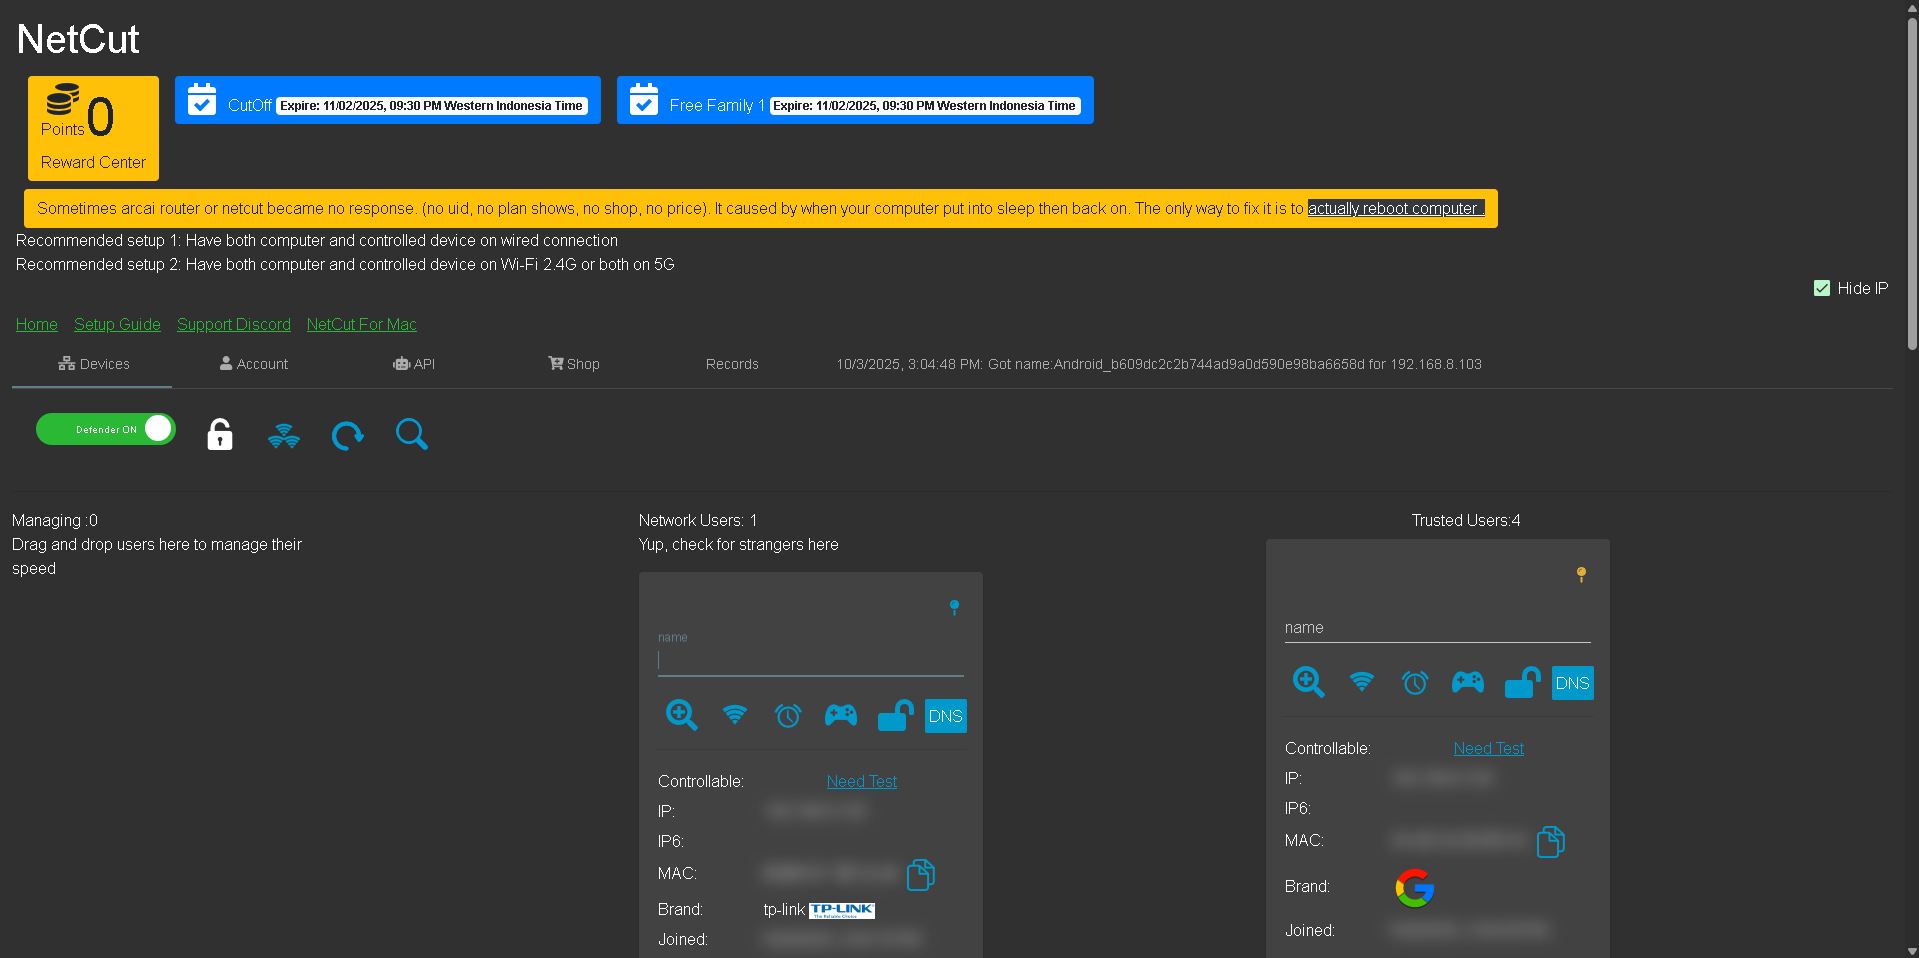 NetCut
Points 0
Reward Center
CutOff Expire: 11/02/2025, 09:30 PM Western Indonesia Time
Free Family 1 Expire: 11/02/2025, 09:30 PM Western Indonesia Time
Sometimes arcai router or netcut became no response. (no uid, no plan shows, no shop, no price). It caused by when your computer put into sleep then back on. The only way to fix it is to actually reboot computer .
Recommended setup 1: Have both computer and controlled device on wired connection
Recommended setup 2: Have both computer and controlled device on Wi-Fi 2.4G or both on 5G
Hide IP
Home Setup Guide Support Discord NetCut For Mac
Devices Account API Shop Records 10/3/2025, 3:04:48 PM: Got name:Android_b609dc2c2b744ad9a0d590e98ba6658d for 192.168.8.103
Defender ON
Managing :0
Drag and drop users here to manage their
speed
Network Users: 1
Yup, check for strangers here
name
DNS
Controllable: Need Test
IP:
IP6:
MAC:
Brand: tp-link TP-LINK
The Reliable Choice
Joined:
Trusted Users:4
name
DNS
Controllable: Need Test
IP:
IP6:
MAC:
Brand: G
Joined: